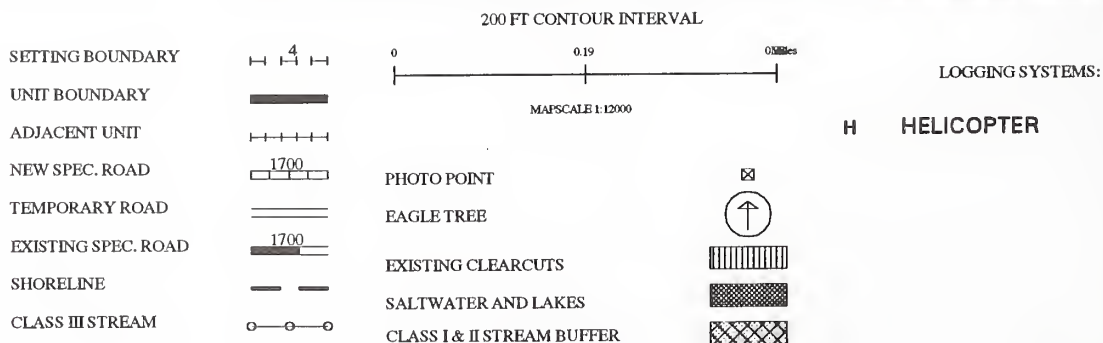 200 FT CONTOUR INTERVAL
SETTING BOUNDARY 4
0 0.19 Miles
UNIT BOUNDARY
MAPSCALE 1:12000
ADJACENT UNIT
NEW SPEC. ROAD 1700
TEMPORARY ROAD
EXISTING SPEC. ROAD 1700
SHORELINE
CLASS III STREAM
PHOTO POINT
EAGLE TREE
EXISTING CLEARCUTS
SALTWATER AND LAKES
CLASS I & II STREAM BUFFER
LOGGING SYSTEMS:
H HELICOPTER